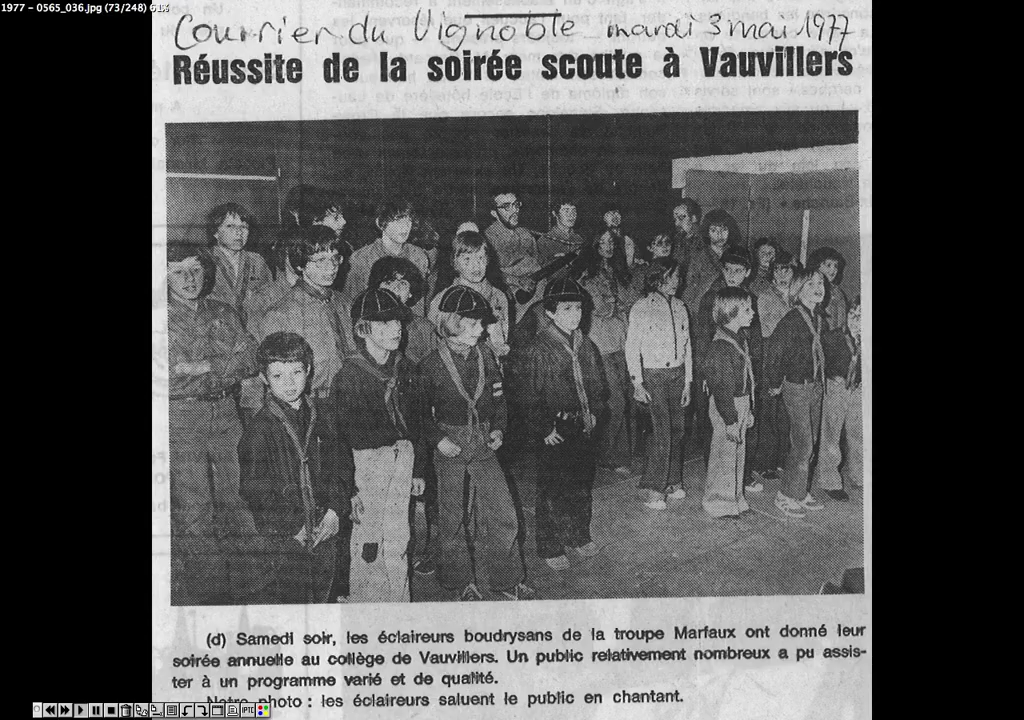 1977 – 0565_036.jpg (73/248) 61%
Courrier du Vignoble mardi 3 mai 1977
Réussite de la soirée scoute à Vauvillers
(d) Samedi soir, les éclaireurs boudrysans de la troupe Marfaux ont donné leur
soirée annuelle au collège de Vauvillers. Un public relativement nombreux a pu assis-
ter à un programme varié et de qualité.
Notre photo : les éclaireurs saluent le public en chantant.
IPTC